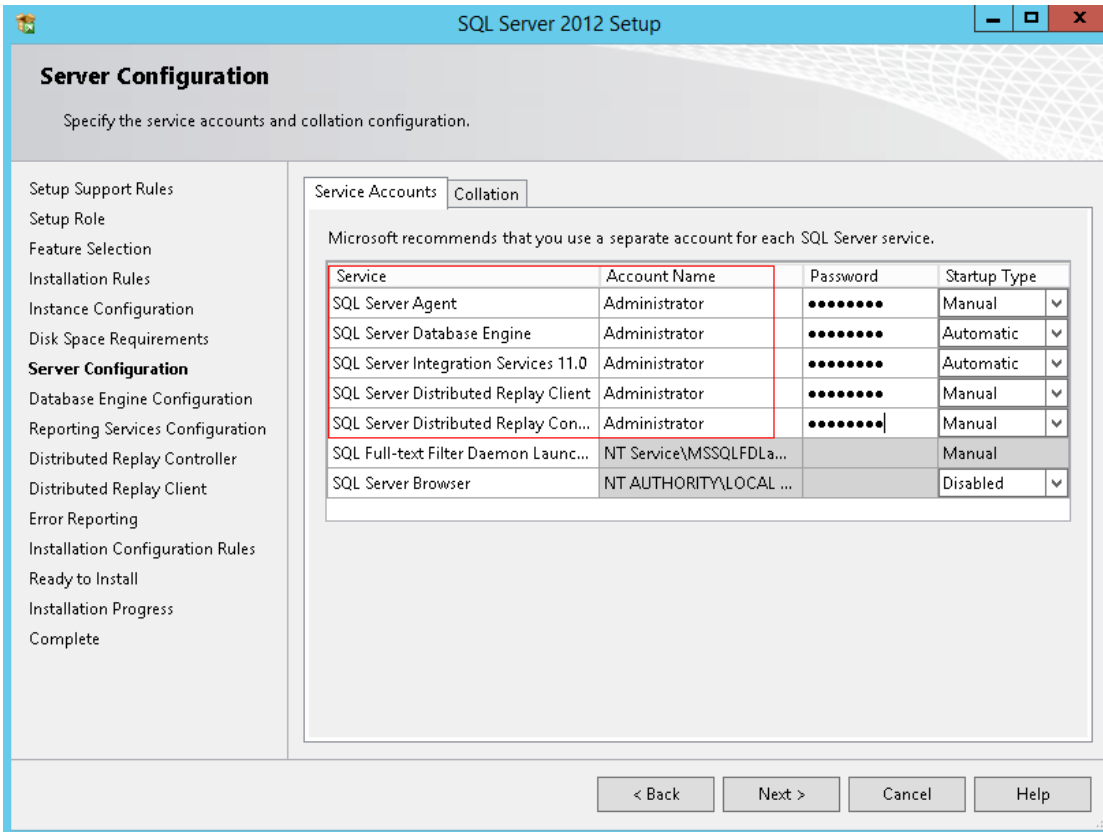 SQL Server 2012 Setup
Server Configuration
Specify the service accounts and collation configuration.
Setup Support Rules
Setup Role
Feature Selection
Installation Rules
Instance Configuration
Disk Space Requirements
Server Configuration
Database Engine Configuration
Reporting Services Configuration
Distributed Replay Controller
Distributed Replay Client
Error Reporting
Installation Configuration Rules
Ready to Install
Installation Progress
Complete
Service Accounts Collation
Microsoft recommends that you use a separate account for each SQL Server service.
Service Account Name Password Startup Type
SQL Server Agent Administrator ●●●●●●●● Manual
SQL Server Database Engine Administrator ●●●●●●●● Automatic
SQL Server Integration Services 11.0 Administrator ●●●●●●●● Automatic
SQL Server Distributed Replay Client Administrator ●●●●●●●● Manual
SQL Server Distributed Replay Con... Administrator ●●●●●●●● Manual
SQL Full-text Filter Daemon Launc... NT Service\MSSQLFDLa... Manual
SQL Server Browser NT AUTHORITY\LOCAL ... Disabled
< Back Next > Cancel Help